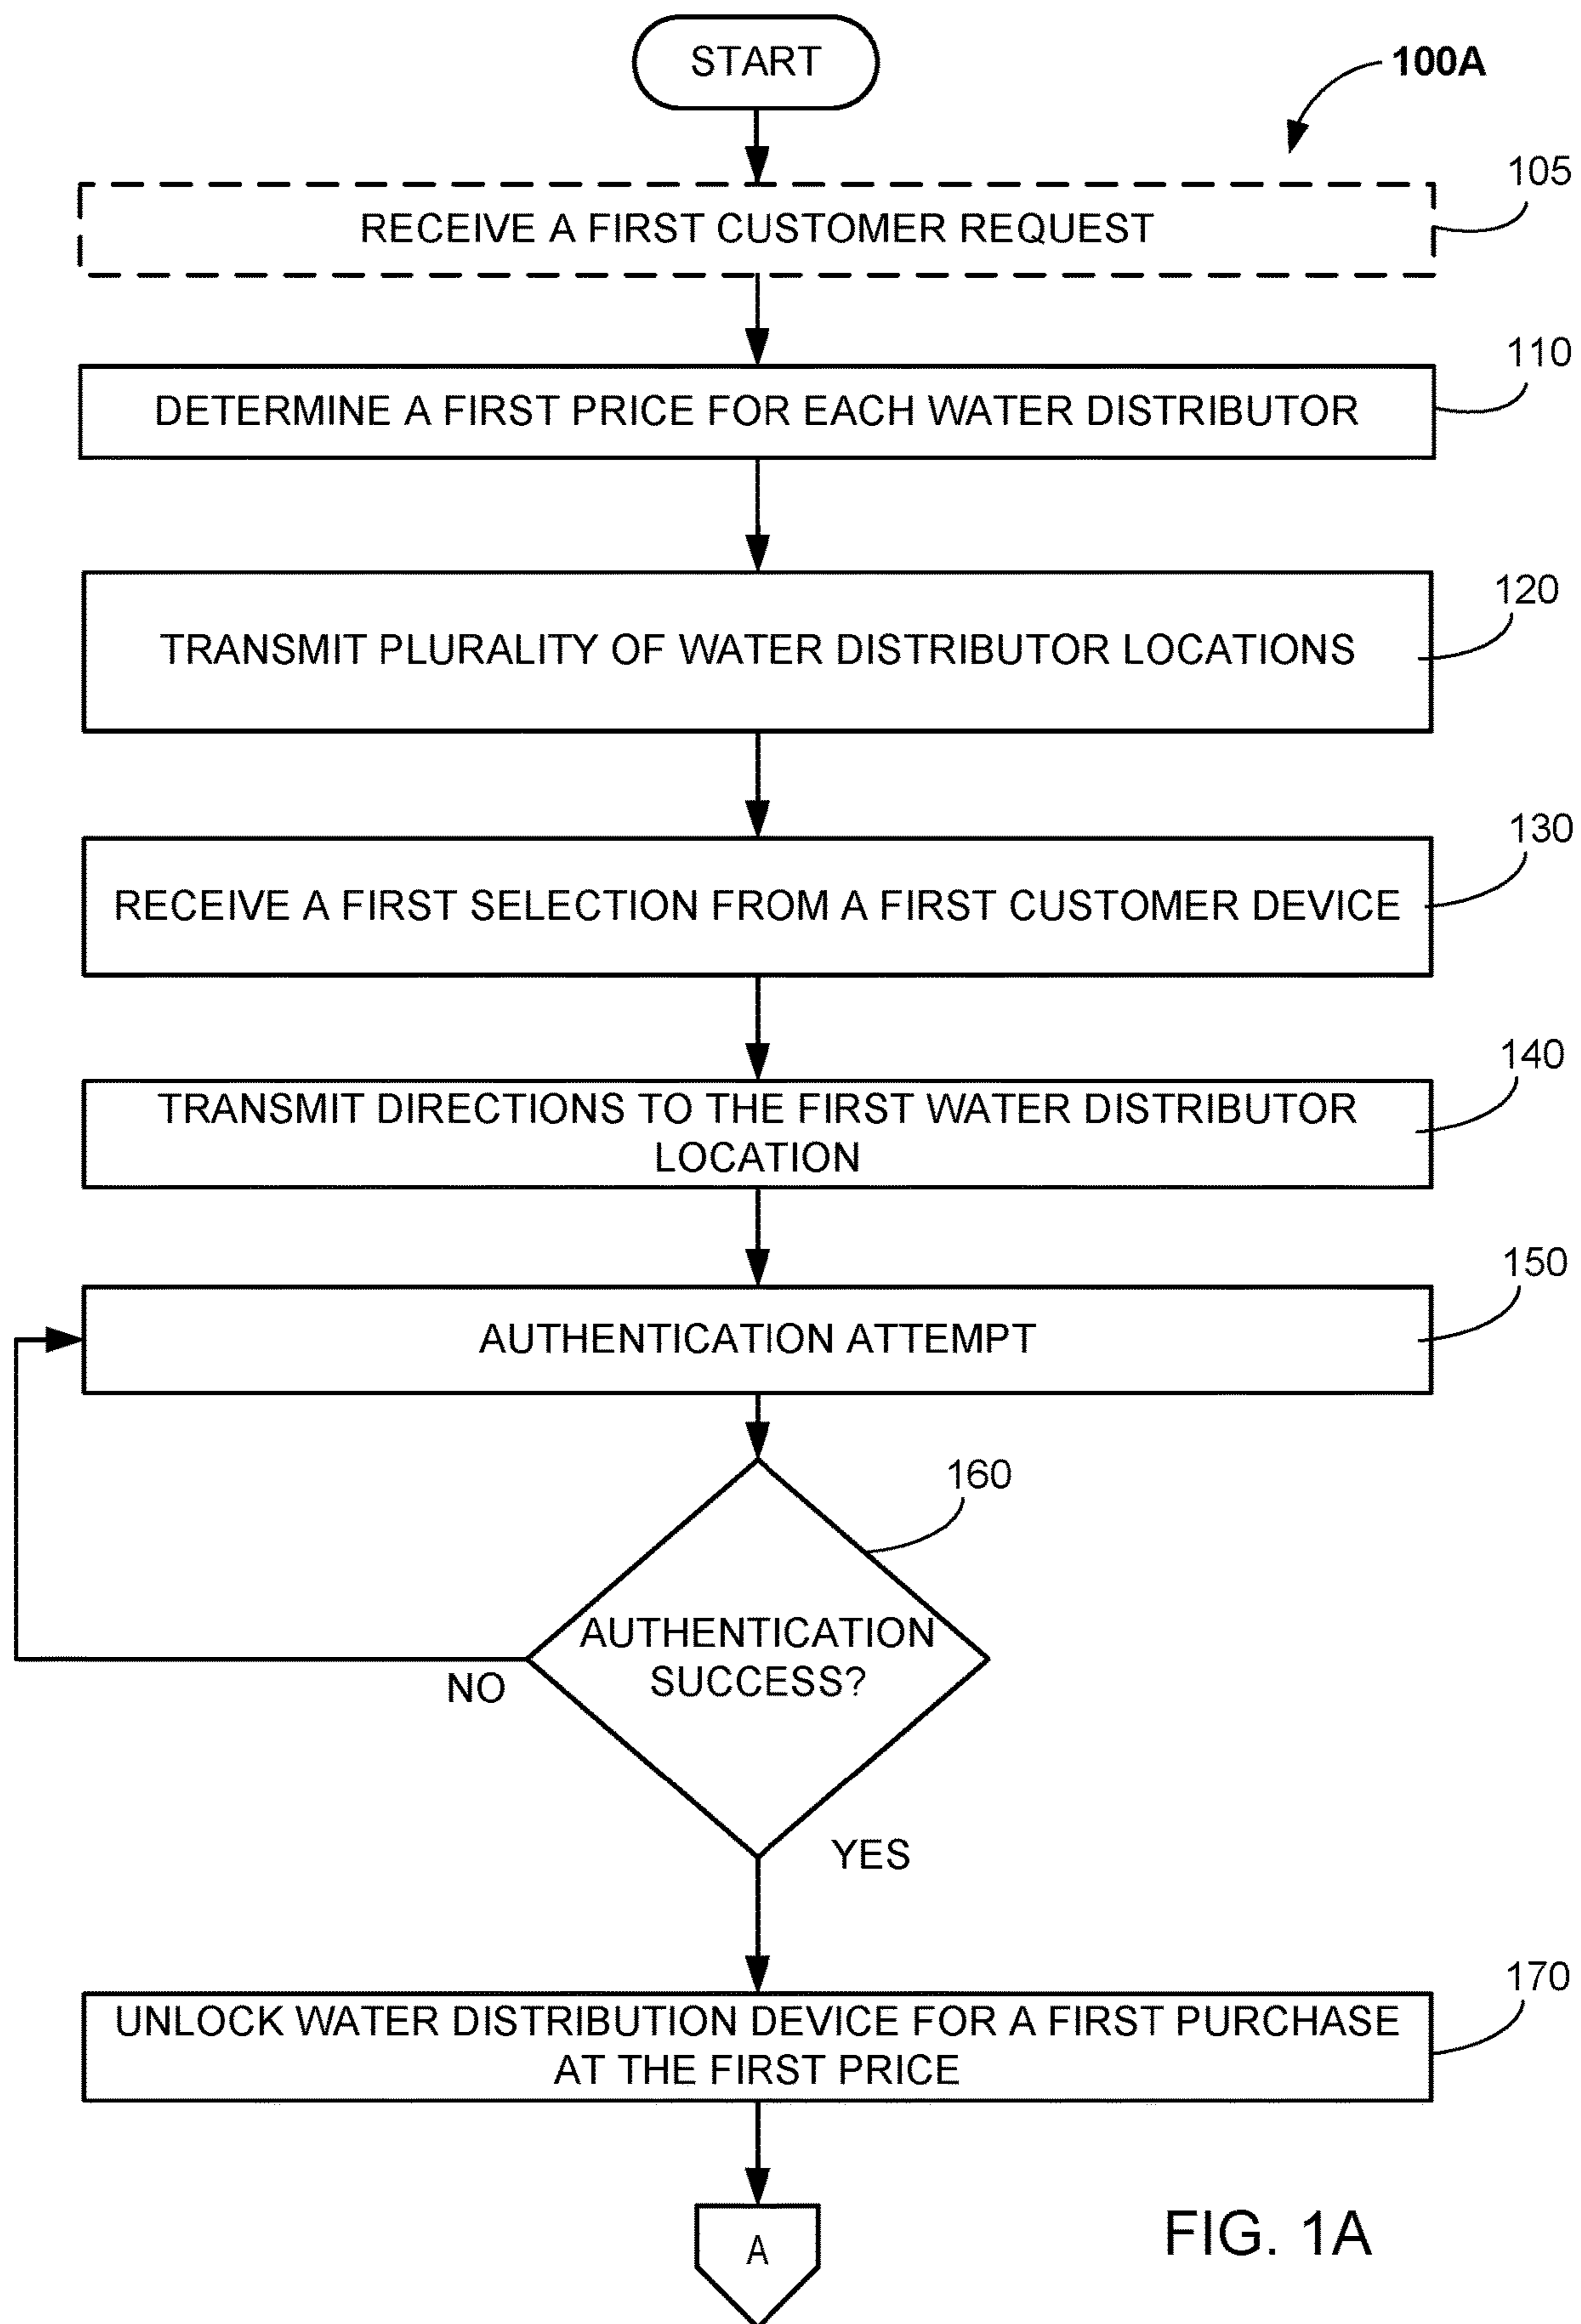 START
100A
105
RECEIVE A FIRST CUSTOMER REQUEST
110
DETERMINE A FIRST PRICE FOR EACH WATER DISTRIBUTOR
120
TRANSMIT PLURALITY OF WATER DISTRIBUTOR LOCATIONS
130
RECEIVE A FIRST SELECTION FROM A FIRST CUSTOMER DEVICE
140
TRANSMIT DIRECTIONS TO THE FIRST WATER DISTRIBUTOR
LOCATION
150
AUTHENTICATION ATTEMPT
160
AUTHENTICATION
SUCCESS?
NO
YES
170
UNLOCK WATER DISTRIBUTION DEVICE FOR A FIRST PURCHASE
AT THE FIRST PRICE
A
FIG. 1A